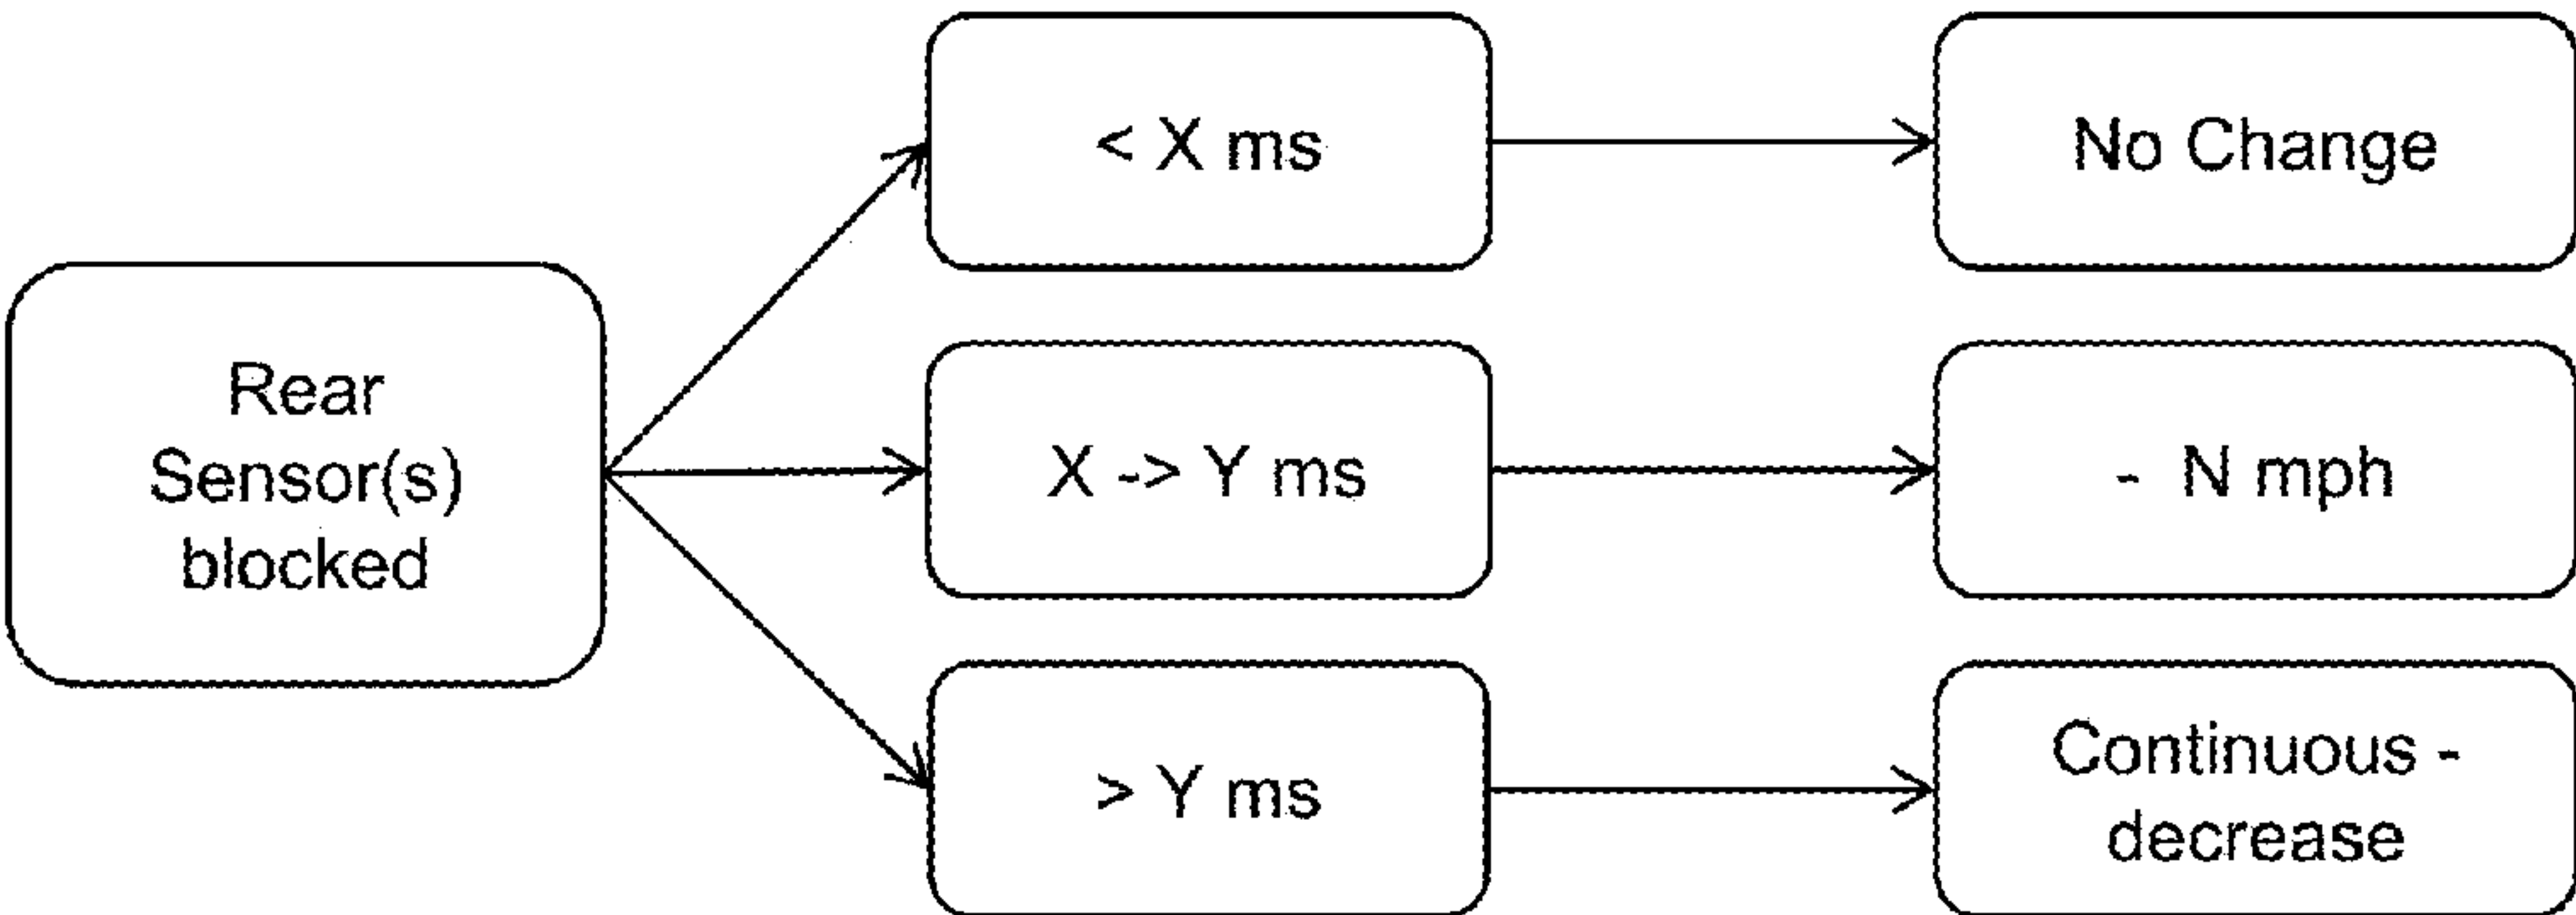 Rear
Sensor(s)
blocked
< X ms
No Change
X -> Y ms
- N mph
> Y ms
Continuous -
decrease